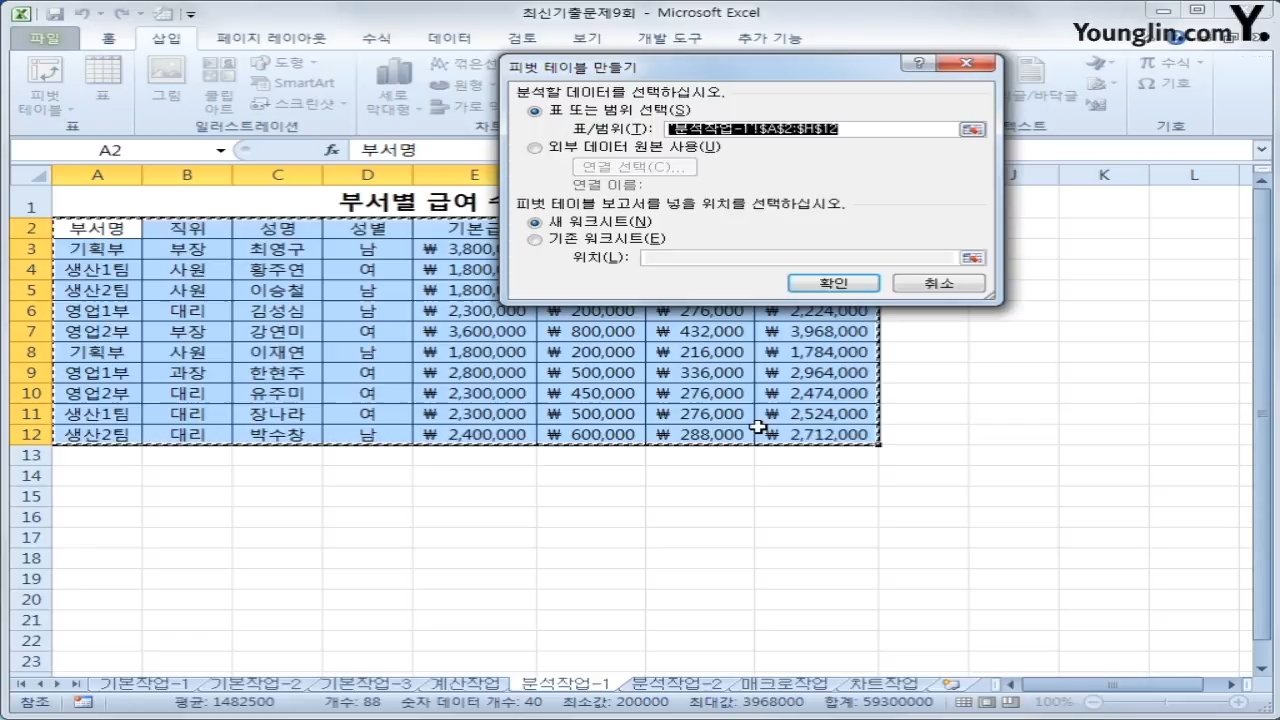 최신기출문제9회 - Microsoft Excel
Younglin.com Y.
파일 홈 삽입 페이지 레이아웃 수식 데이터 검토 보기 개발 도구 추가 기능
피벗 테이블 표 그림 클립 아트 도형 SmartArt 스크린샷 세로 막대형 꺾은선 원형 가로 수식 기호
표 일러스트레이션 기호
피벗 테이블 만들기
분석할 데이터를 선택하십시오.
표 또는 범위 선택(S)
표/범위(T): '분석작업-1'!$A$2:$H$12
외부 데이터 원본 사용(U)
연결 선택(C)...
연결 이름:
피벗 테이블 보고서를 넣을 위치를 선택하십시오.
새 워크시트(N)
기존 워크시트(E)
위치(L):
확인 취소
A2 fx 부서명
A B C D E J K L
1 부서별 급여
2 부서명 직위 성명 성별 기본급
3 기획부 부장 최영구 남 ₩ 3,800,
4 생산1팀 사원 황주연 여 ₩ 1,800,
5 생산2팀 사원 이승철 남 ₩ 1,800,
6 영업1부 대리 김성심 남 ₩ 2,300,000 ₩ 200,000 ₩ 276,000 ₩ 2,224,000
7 영업2부 부장 강연미 여 ₩ 3,600,000 ₩ 800,000 ₩ 432,000 ₩ 3,968,000
8 기획부 사원 이재연 남 ₩ 1,800,000 ₩ 200,000 ₩ 216,000 ₩ 1,784,000
9 영업1부 과장 한현주 여 ₩ 2,800,000 ₩ 500,000 ₩ 336,000 ₩ 2,964,000
10 영업2부 대리 유주미 여 ₩ 2,300,000 ₩ 450,000 ₩ 276,000 ₩ 2,474,000
11 생산1팀 대리 장나라 여 ₩ 2,300,000 ₩ 500,000 ₩ 276,000 ₩ 2,524,000
12 생산2팀 대리 박수창 남 ₩ 2,400,000 ₩ 600,000 ₩ 288,000 ₩ 2,712,000
13
14
15
16
17
18
19
20
21
22
23
기본작업-1 기본작업-2 기본작업-3 계산작업 분석작업-1 분석작업-2 매크로작업 차트작업
참조 평균: 1482500 개수: 88 숫자 데이터 개수: 40 최소값: 200000 최대값: 3968000 합계: 59300000 100%